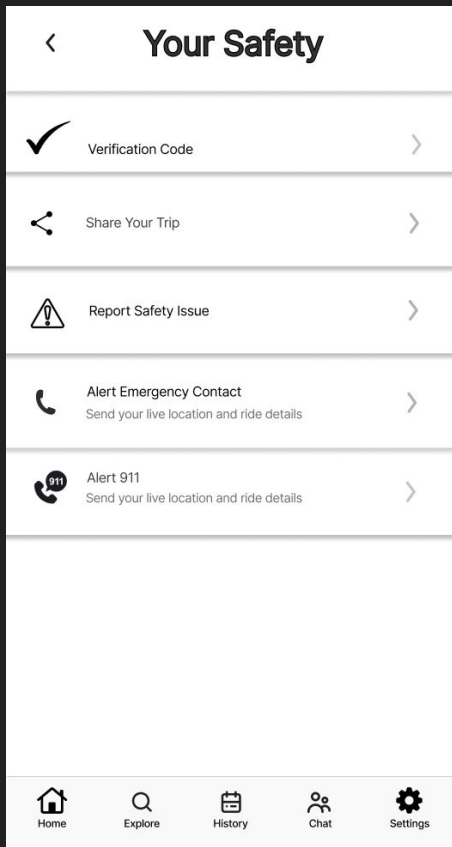 Your Safety
Verification Code
Share Your Trip
Report Safety Issue
Alert Emergency Contact
Send your live location and ride details
911
Alert 911
Send your live location and ride details
Home
Explore
History
Chat
Settings